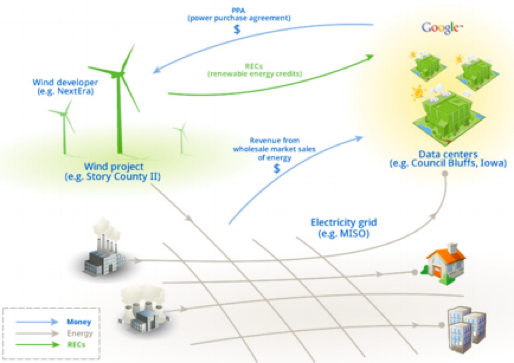 PPA
(power purchase agreement)
$
Google™
RECs
(renewable energy credits)
Wind developer
(e.g. NextEra)
Revenue from
wholesale market sales
of energy
$
Data centers
(e.g. Council Bluffs, Iowa)
Wind project
(e.g. Story County II)
Electricity grid
(e.g. MISO)
Money
Energy
RECs